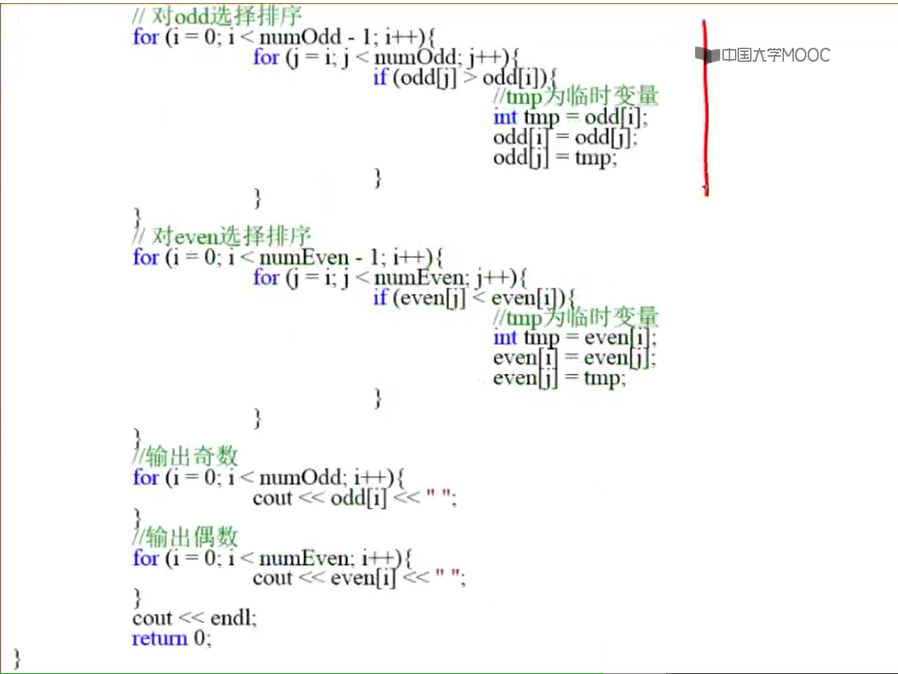 // 对odd选择排序
for (i = 0; i < numOdd - 1; i++){
for (j = i; j < numOdd; j++){
中国大学MOOC
if (odd[j] > odd[i]){
//tmp为临时变量
int tmp = odd[i];
odd[i] = odd[j];
odd[j] = tmp;
}
}
}
// 对even选择排序
for (i = 0; i < numEven - 1; i++){
for (j = i; j < numEven; j++){
if (even[j] < even[i]){
//tmp为临时变量
int tmp = even[i];
even[i] = even[j];
even[j] = tmp;
}
}
}
//输出奇数
for (i = 0; i < numOdd; i++){
cout << odd[i] << " ";
}
//输出偶数
for (i = 0; i < numEven; i++){
cout << even[i] << " ";
}
cout << endl;
return 0;
}